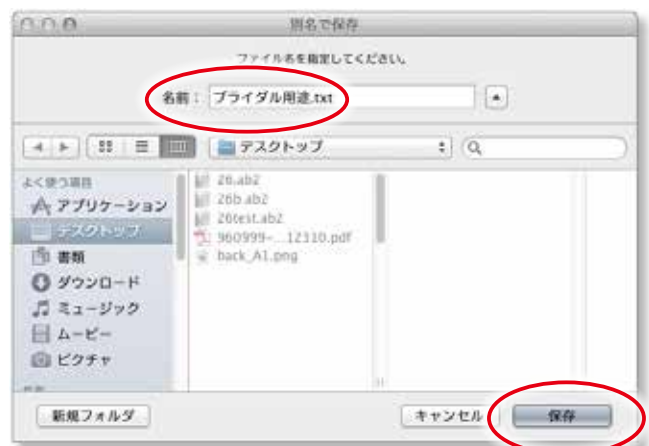 別名で保存
ファイル名を指定してください。
名前： ブライダル用途.txt
デスクトップ
よく使う項目
アプリケーション
デスクトップ
書類
ダウンロード
ミュージック
ムービー
ピクチャ
26.ab2
26b.ab2
26test.ab2
960999-...12310.pdf
back_A1.png
新規フォルダ
キャンセル
保存